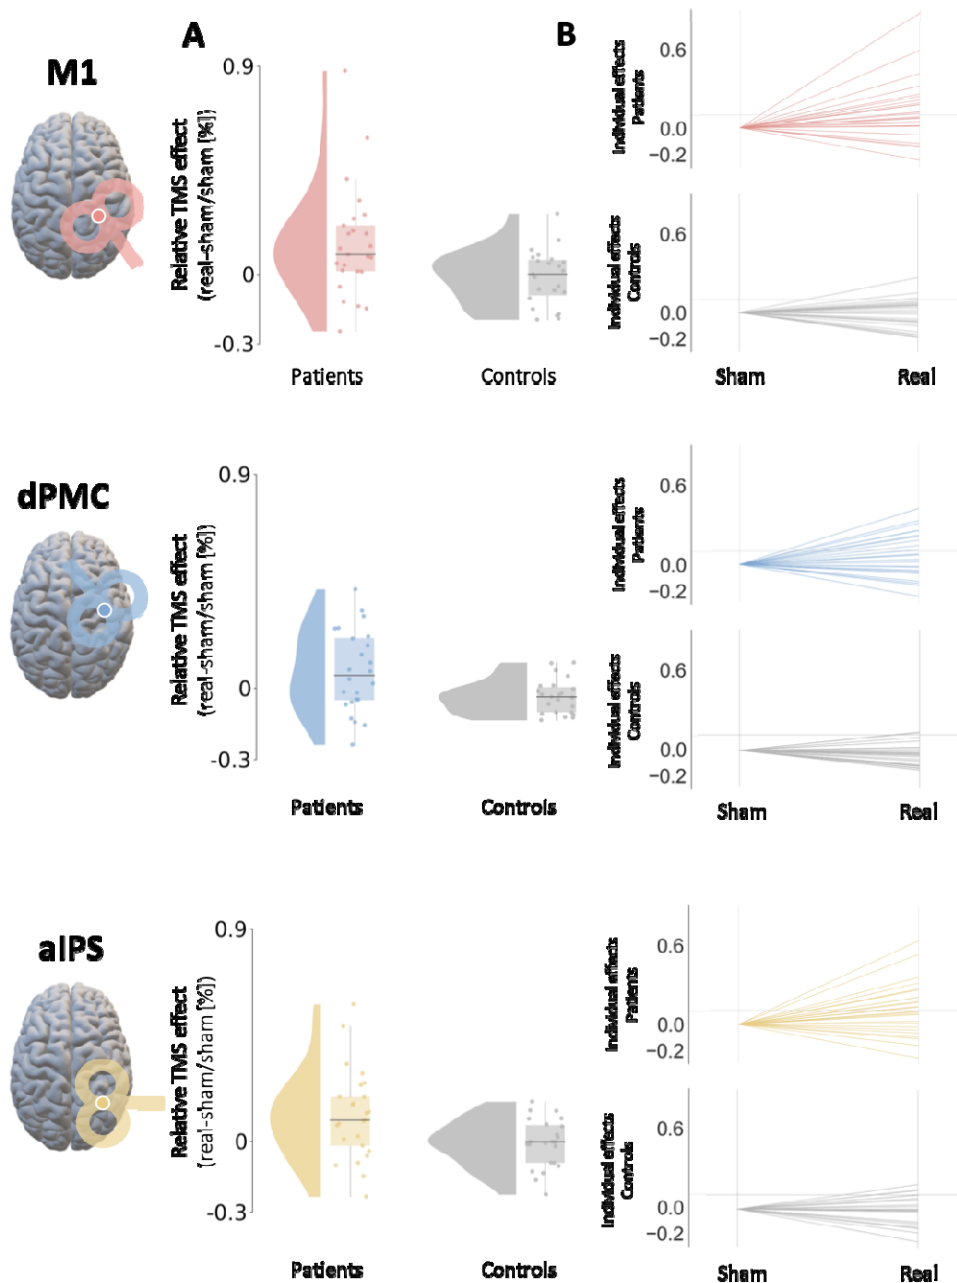 A
B
M1
0.9
0
-0.3
Relative TMS effect
(real-sham/sham [%])
Patients
Controls
Individual effects
Patients
0.6
0.0
−0.2
Individual effects
Controls
0.6
0.0
−0.2
Sham
Real
dPMC
0.9
0
-0.3
Relative TMS effect
(real-sham/sham [%])
Patients
Controls
Individual effects
Patients
0.6
0.0
−0.2
Individual effects
Controls
0.6
0.0
−0.2
Sham
Real
aIPS
0.9
0
-0.3
Relative TMS effect
(real-sham/sham [%])
Patients
Controls
Individual effects
Patients
0.6
0.0
−0.2
Individual effects
Controls
0.6
0.0
−0.2
Sham
Real